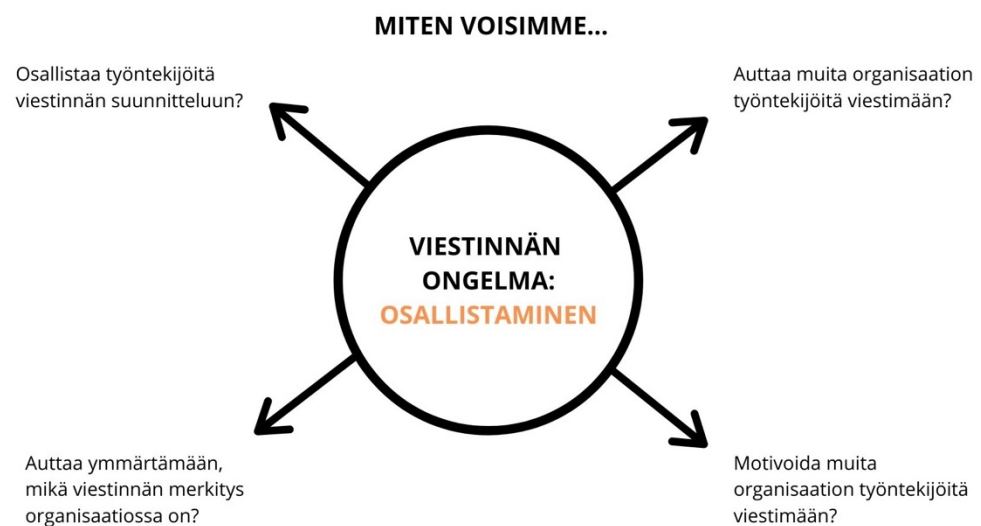 MITEN VOISIMME...
Osallistaa työntekijöitä
viestinnän suunnitteluun?
Auttaa muita organisaation
työntekijöitä viestimään?
VIESTINNÄN
ONGELMA:
OSALLISTAMINEN
Auttaa ymmärtämään,
mikä viestinnän merkitys
organisaatiossa on?
Motivoida muita
organisaation työntekijöitä
viestimään?